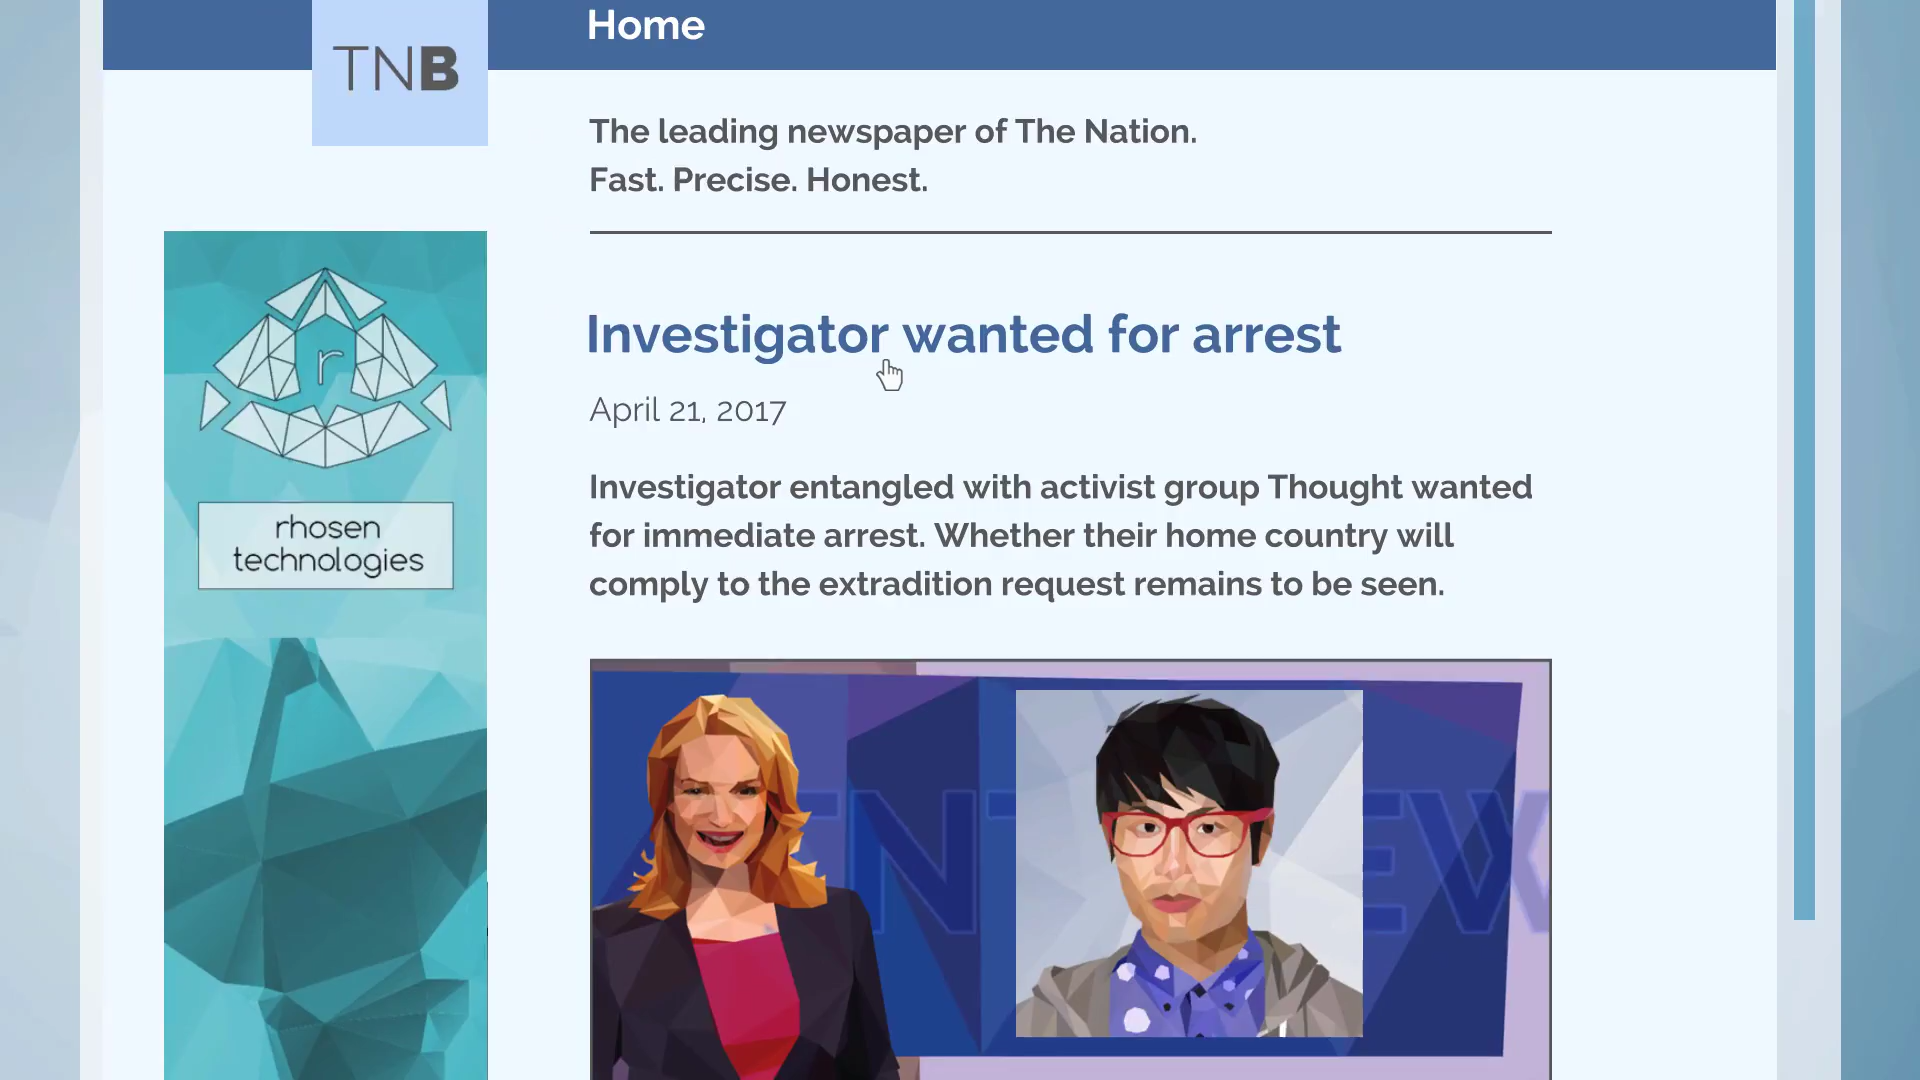 Home
TNB
The leading newspaper of The Nation.
Fast. Precise. Honest.
r
rhosen
technologies
Investigator wanted for arrest
April 21, 2017
Investigator entangled with activist group Thought wanted
for immediate arrest. Whether their home country will
comply to the extradition request remains to be seen.